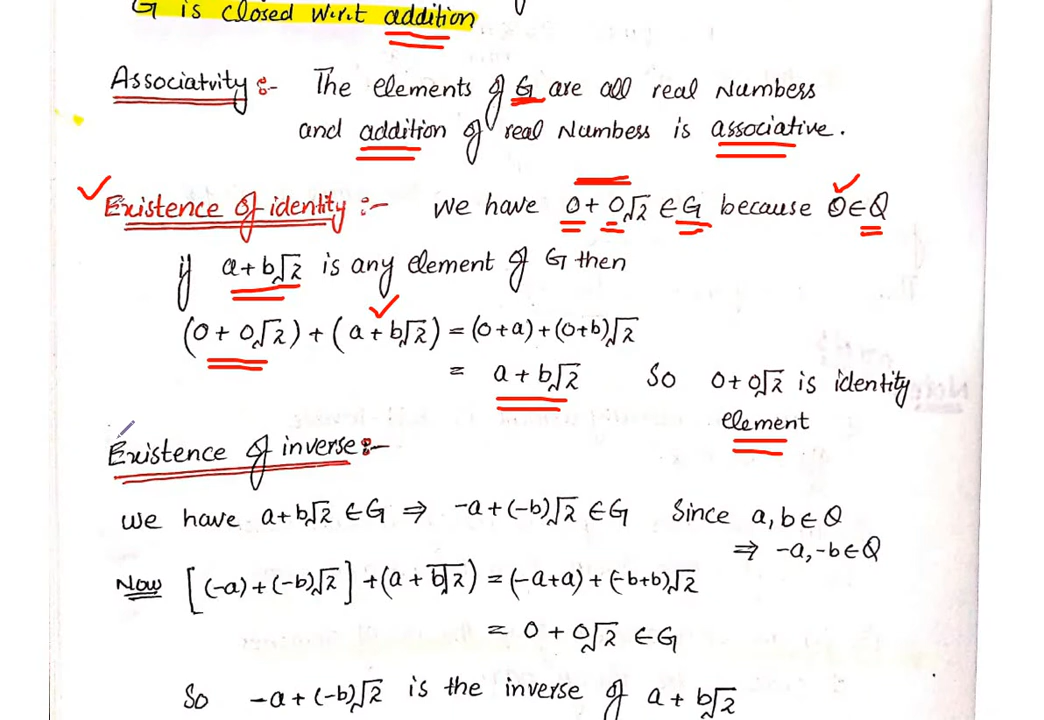 G is closed w.r.t addition
Associatvity :- The elements of G are all real Numbers
and addition of real Numbers is associative.
Existence of identity :- we have 0+0√2 ∈ G because 0∈Q
if a+b√2 is any element of G then
(0+0√2)+(a+b√2) = (0+a)+(0+b)√2
= a+b√2 So 0+0√2 is identity
element
Existence of inverse :-
we have a+b√2 ∈ G ⇒ -a+(-b)√2 ∈ G Since a,b∈Q
⇒ -a,-b∈Q
Now [(-a)+(-b)√2]+(a+b√2) = (-a+a)+(-b+b)√2
= 0+0√2 ∈ G
So -a+(-b)√2 is the inverse of a+b√2